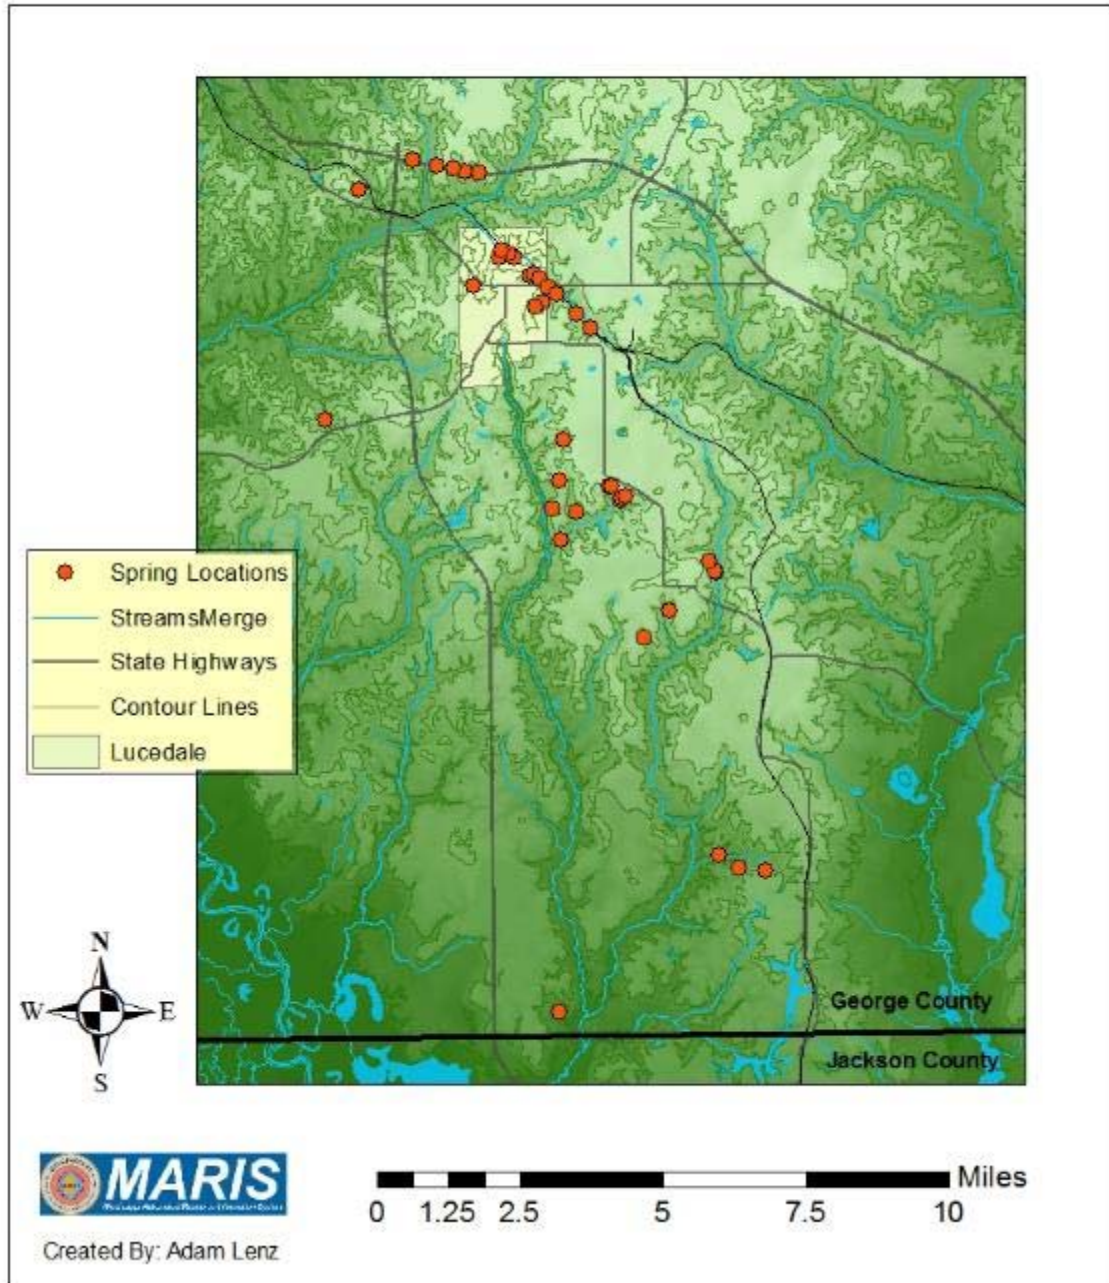 Spring Locations
StreamsMerge
State Highways
Contour Lines
Lucedale
N
W E
S
George County
Jackson County
MARIS
Miles
0 1.25 2.5 5 7.5 10
Created By: Adam Lenz